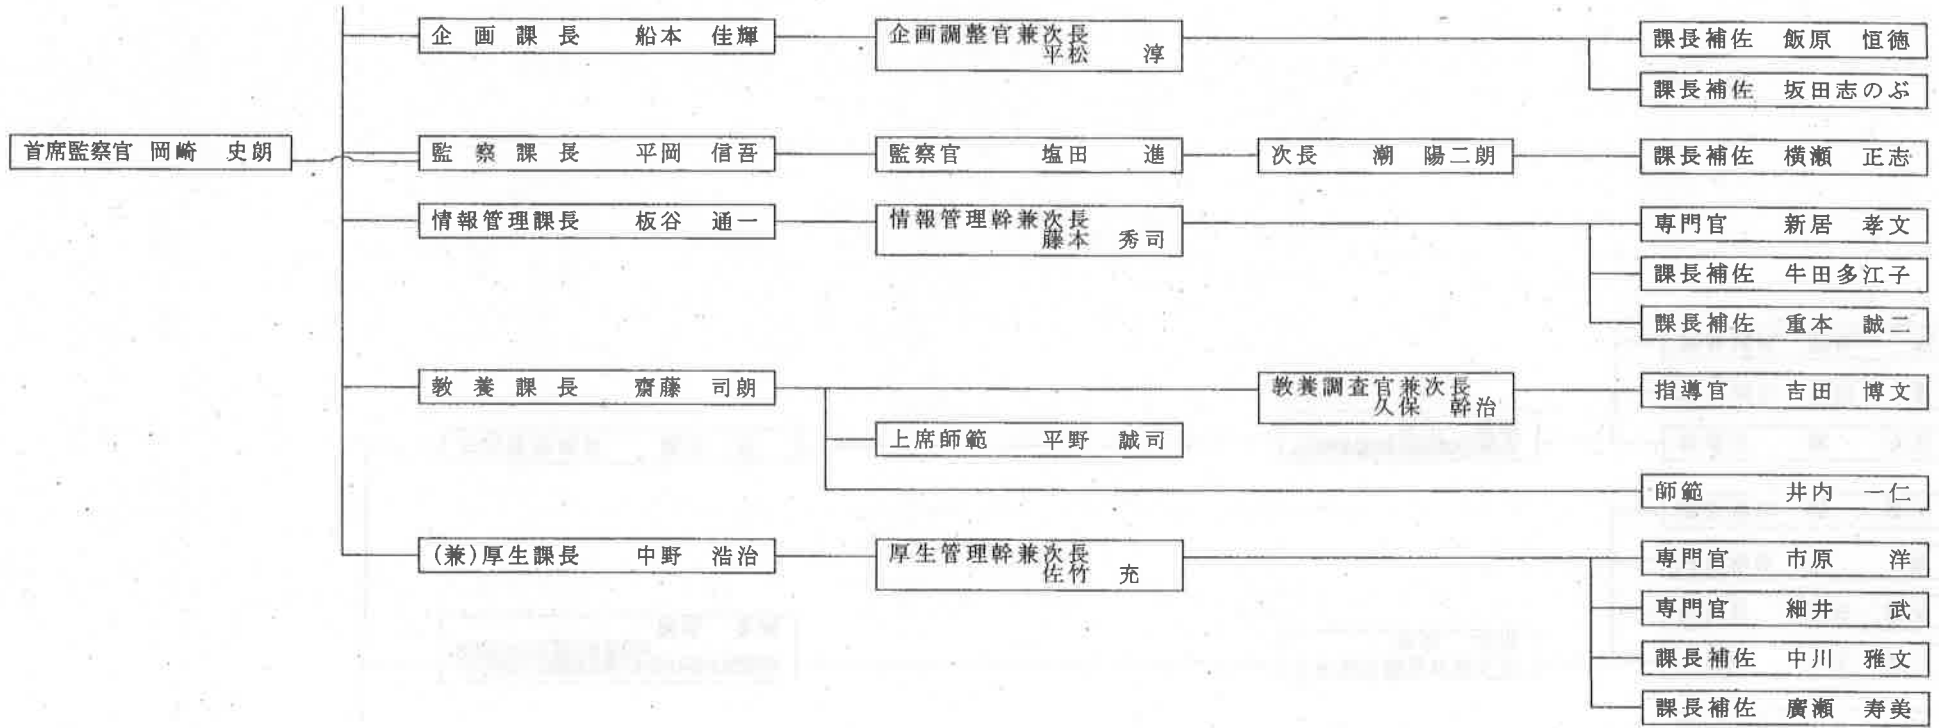 企画課長 船本 佳輝
企画調整官兼次長
平松 淳
課長補佐 飯原 恒徳
課長補佐 坂田志のぶ
首席監察官 岡崎 史朗
監察課長 平岡 信吾
監察官 塩田 進
次長 潮 陽二朗
課長補佐 横瀬 正志
情報管理課長 板谷 通一
情報管理幹兼次長
藤本 秀司
専門官 新居 孝文
課長補佐 牛田多江子
課長補佐 重本 誠二
教養課長 齋藤 司朗
教養調査官兼次長
久保 幹治
指導官 吉田 博文
上席師範 平野 誠司
師範 井内 一仁
(兼)厚生課長 中野 浩治
厚生管理幹兼次長
佐竹 充
専門官 市原 洋
専門官 細井 武
課長補佐 中川 雅文
課長補佐 廣瀬 寿美